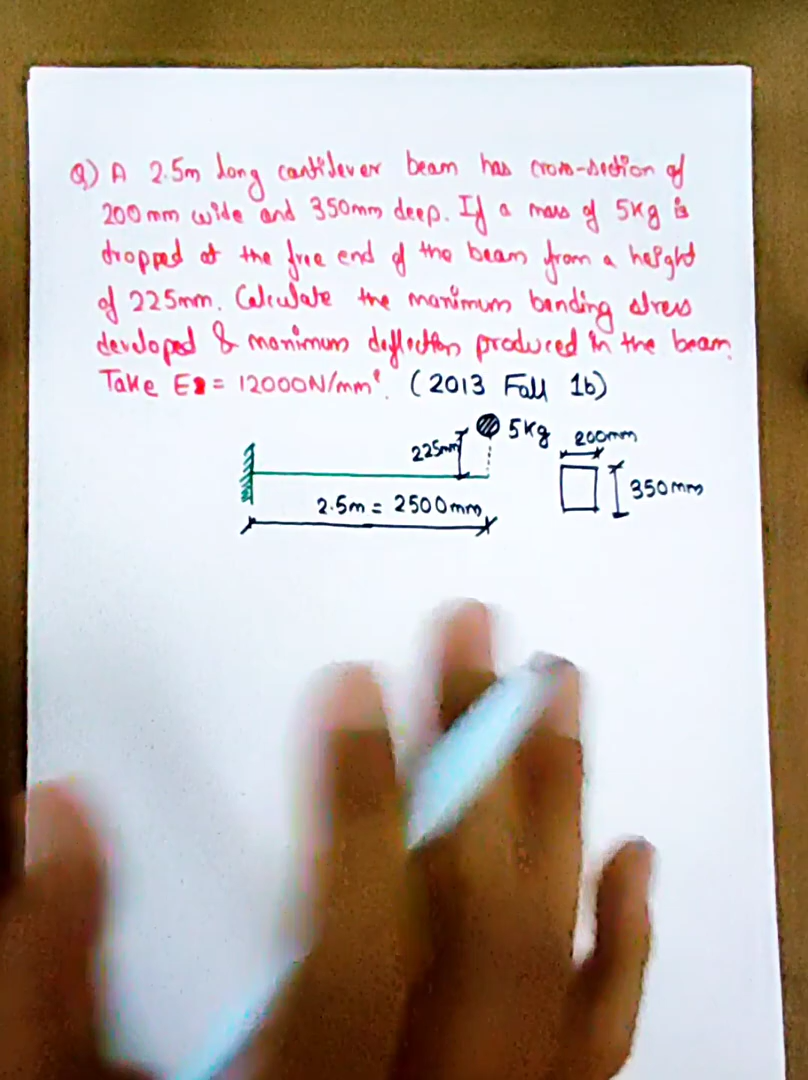 Q) A 2.5m long cantilever beam has cross-section of
200mm wide and 350mm deep. If a mass of 5Kg is
dropped at the free end of the beam from a height
of 225mm. Calculate the maximum bending stress
developed & maximum deflection produced in the beam.
Take E = 12000N/mm². (2013 Fall 1b)
5Kg
225mm
200mm
350mm
2.5m = 2500mm